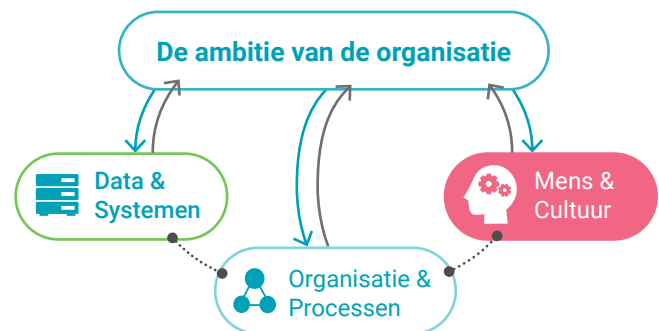 De ambitie van de organisatie
Data &
Systemen
Mens &
Cultuur
Organisatie &
Processen